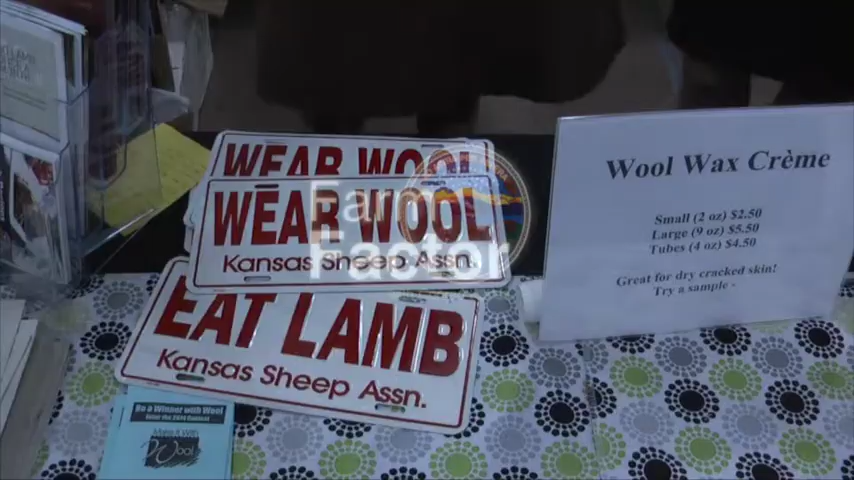 WEAR WOOL
WEAR WOOL
Kansas Sheep Assn.
Farm
Factor
EAT LAMB
Kansas Sheep Assn.
Be a Winner with Wool
Make It With
Wool
Wool Wax Crème
Small (2 oz) $2.50
Large (9 oz) $5.50
Tubes (4 oz) $4.50
Great for dry cracked skin!
Try a sample -